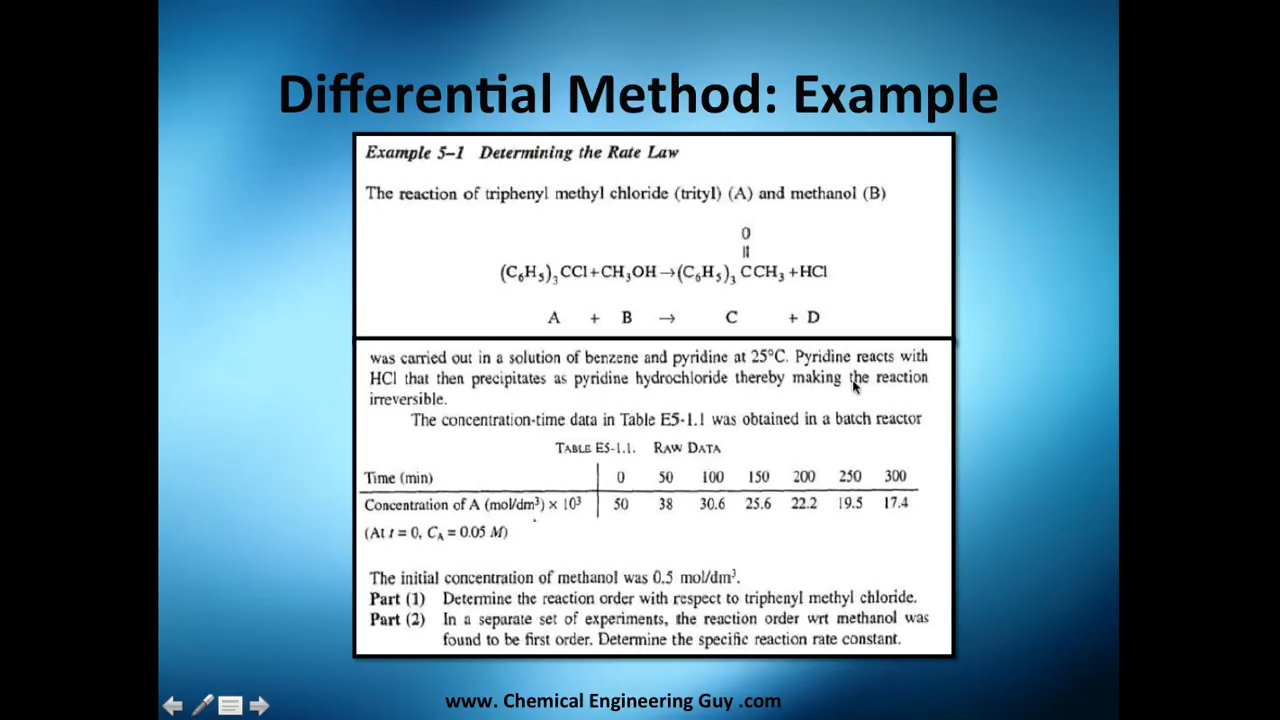 Differential Method: Example
Example 5–1 Determining the Rate Law
The reaction of triphenyl methyl chloride (trityl) (A) and methanol (B)
O
||
(C₆H₅)₃CCl+CH₃OH→(C₆H₅)₃CCH₃+HCl
A + B → C + D
was carried out in a solution of benzene and pyridine at 25°C. Pyridine reacts with
HCl that then precipitates as pyridine hydrochloride thereby making the reaction
irreversible.
The concentration-time data in Table E5-1.1 was obtained in a batch reactor
TABLE E5-1.1. RAW DATA
Time (min) 0 50 100 150 200 250 300
Concentration of A (mol/dm³) × 10³ 50 38 30.6 25.6 22.2 19.5 17.4
(At t = 0, C_A = 0.05 M)
The initial concentration of methanol was 0.5 mol/dm³.
Part (1) Determine the reaction order with respect to triphenyl methyl chloride.
Part (2) In a separate set of experiments, the reaction order wrt methanol was
found to be first order. Determine the specific reaction rate constant.
www. Chemical Engineering Guy .com